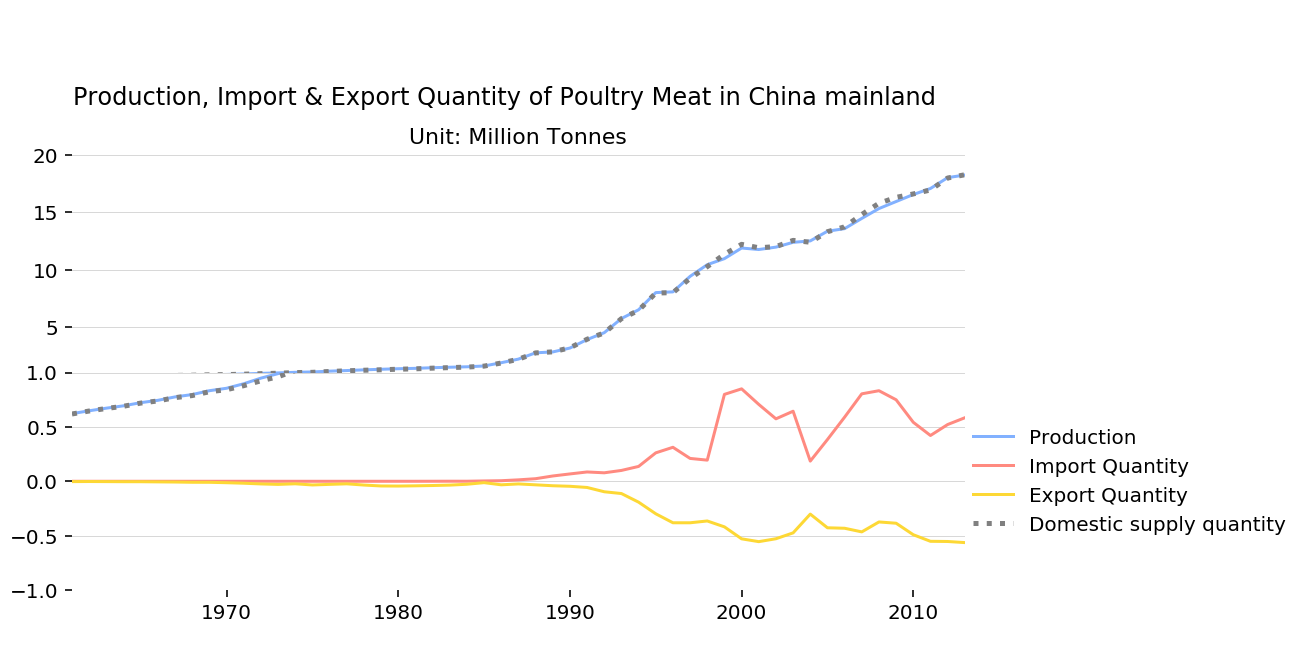 Production, Import & Export Quantity of Poultry Meat in China mainland
Unit: Million Tonnes
20
15
10
5
1.0
0.5
0.0
−0.5
−1.0
1970 1980 1990 2000 2010
Production
Import Quantity
Export Quantity
Domestic supply quantity